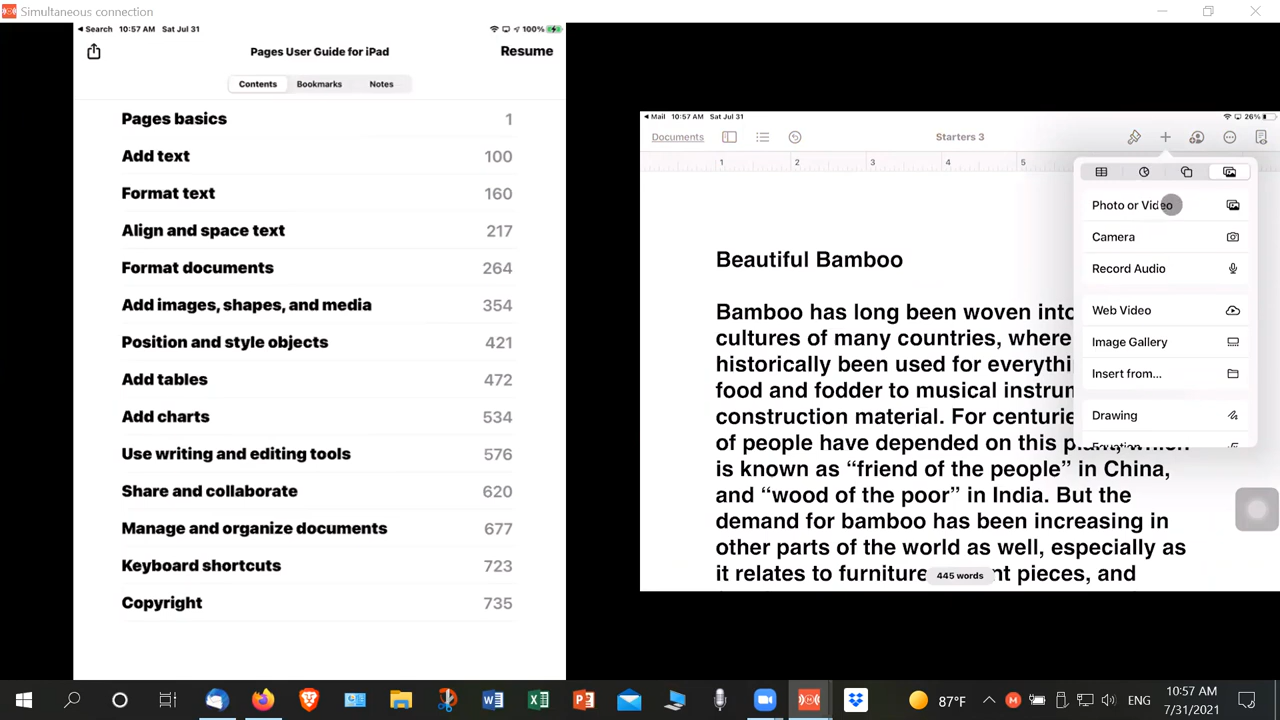 Simultaneous connection
Search 10:57 AM Sat Jul 31
100%
Pages User Guide for iPad
Resume
Contents
Bookmarks
Notes
Pages basics 1
Add text 100
Format text 160
Align and space text 217
Format documents 264
Add images, shapes, and media 354
Position and style objects 421
Add tables 472
Add charts 534
Use writing and editing tools 576
Share and collaborate 620
Manage and organize documents 677
Keyboard shortcuts 723
Copyright 735
Mail 10:57 AM Sat Jul 31
26%
Documents
Starters 3
1 2 3 4 5
Photo or Video
Camera
Record Audio
Web Video
Image Gallery
Insert from...
Drawing
Equation
Beautiful Bamboo
Bamboo has long been woven into
cultures of many countries, where
historically been used for everythi
food and fodder to musical instrum
construction material. For centurie
of people have depended on this plant, which
is known as “friend of the people” in China,
and “wood of the poor” in India. But the
demand for bamboo has been increasing in
other parts of the world as well, especially as
it relates to furniture, nt pieces, and
445 words
87°F
ENG
10:57 AM
7/31/2021